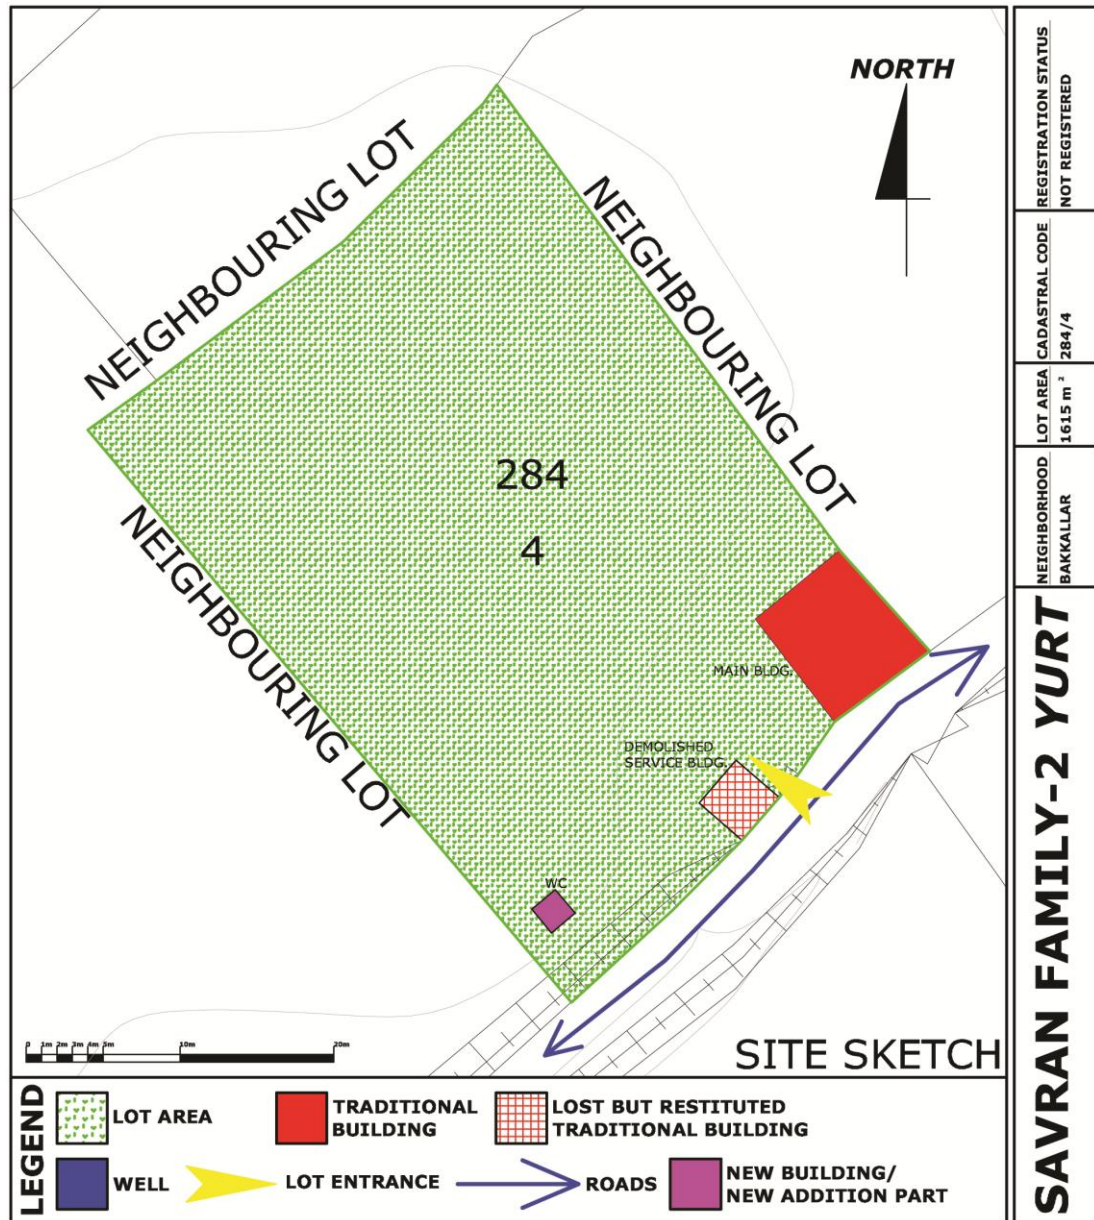 NORTH
NEIGHBOURING LOT
NEIGHBOURING LOT
284
4
NEIGHBOURING LOT
MAIN BLDG.
DEMOLISHED
SERVICE BLDG.
WC
0 1m 2m 3m 4m 5m 10m 20m
SITE SKETCH
LEGEND
LOT AREA
TRADITIONAL
BUILDING
LOST BUT RESTITUTED
TRADITIONAL BUILDING
WELL
LOT ENTRANCE
ROADS
NEW BUILDING/
NEW ADDITION PART
REGISTRATION STATUS
NOT REGISTERED
CADASTRAL CODE
284/4
LOT AREA
1615 m²
NEIGHBORHOOD
BAKKALLAR
SAVRAN FAMILY-2 YURT